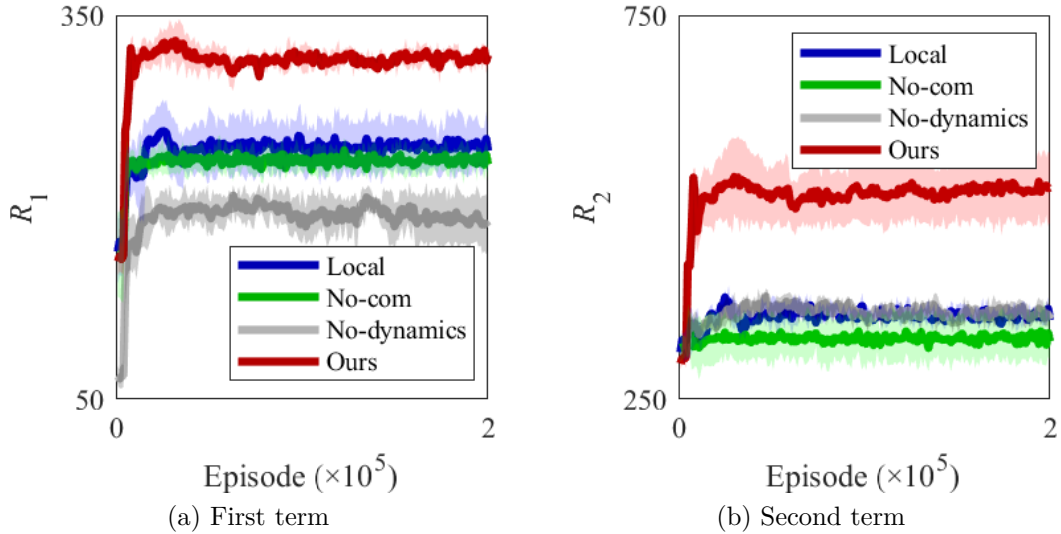 350
R1
50
0
2
Episode (×10^5)
Local
No-com
No-dynamics
Ours
(a) First term
750
R2
250
0
2
Episode (×10^5)
Local
No-com
No-dynamics
Ours
(b) Second term